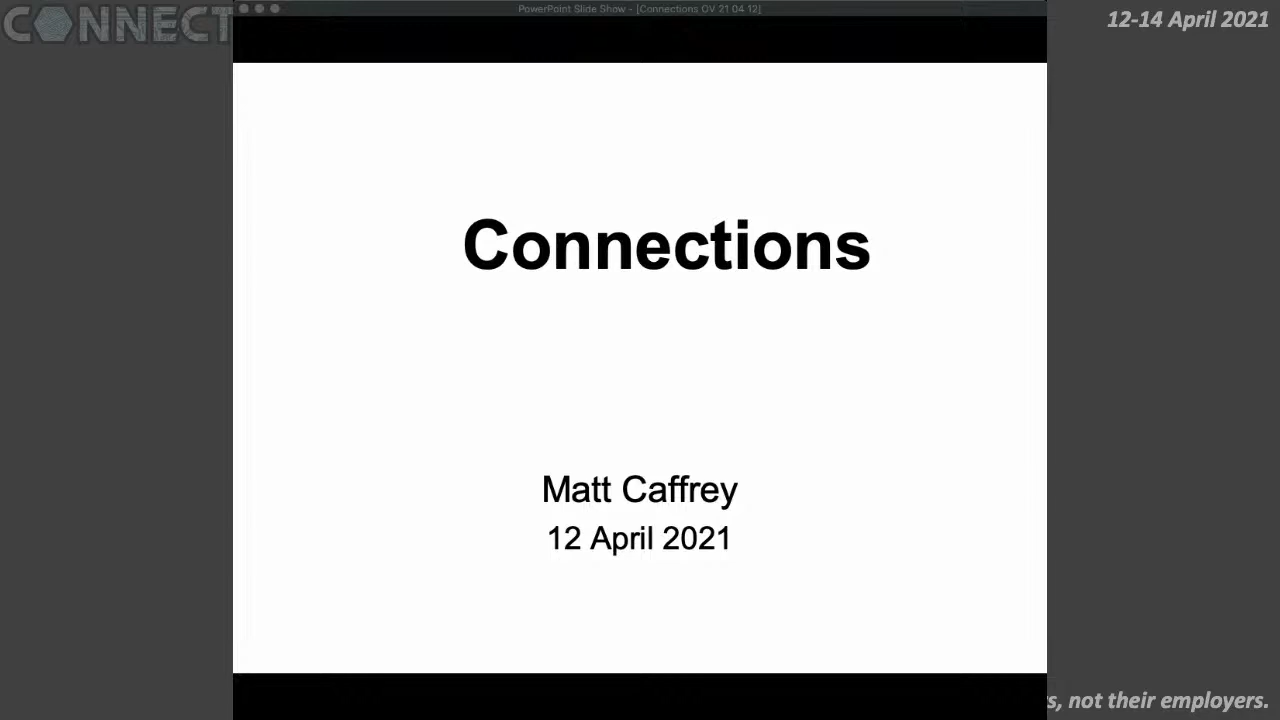 CONNECT
PowerPoint Slide Show - [Connections OV 21 04 12]
12-14 April 2021
Connections
Matt Caffrey
12 April 2021
, not their employers.